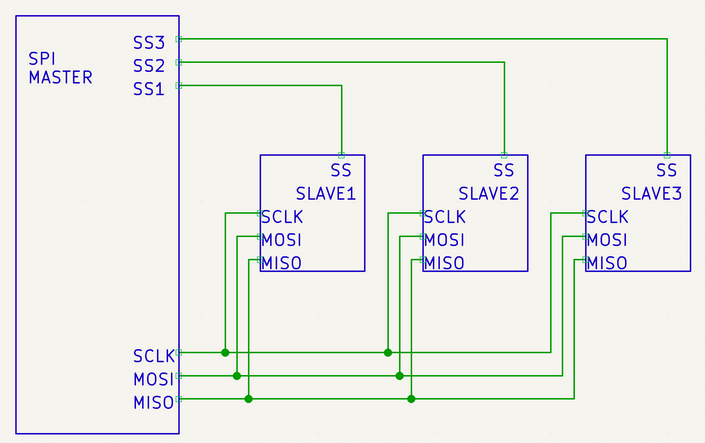 SPI
MASTER
SS3
SS2
SS1
SS
SLAVE1
SCLK
MOSI
MISO
SS
SLAVE2
SCLK
MOSI
MISO
SS
SLAVE3
SCLK
MOSI
MISO
SCLK
MOSI
MISO